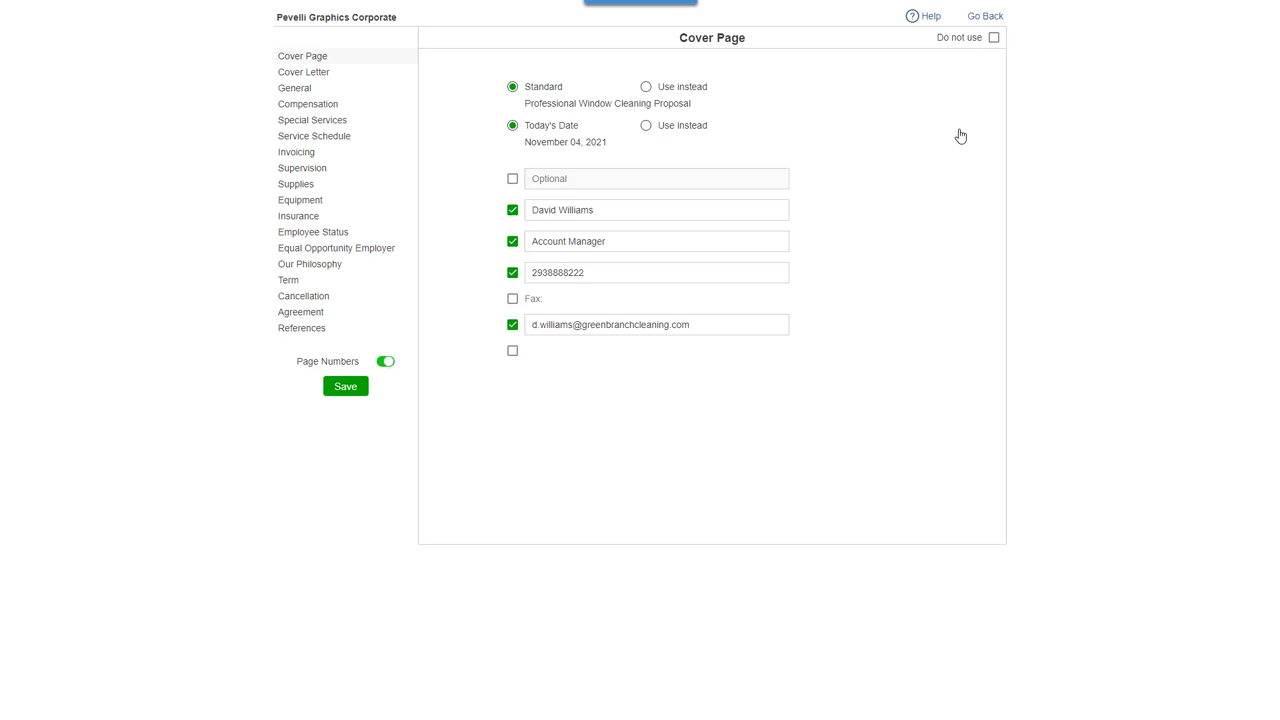 Pevelli Graphics Corporate
Help
Go Back
Cover Page
Do not use
Cover Page
Cover Letter
General
Compensation
Special Services
Service Schedule
Invoicing
Supervision
Supplies
Equipment
Insurance
Employee Status
Equal Opportunity Employer
Our Philosophy
Term
Cancellation
Agreement
References
Page Numbers
Save
Standard
Use instead
Professional Window Cleaning Proposal
Today's Date
Use instead
November 04, 2021
Optional
David Williams
Account Manager
2938888222
Fax:
d.williams@greenbranchcleaning.com